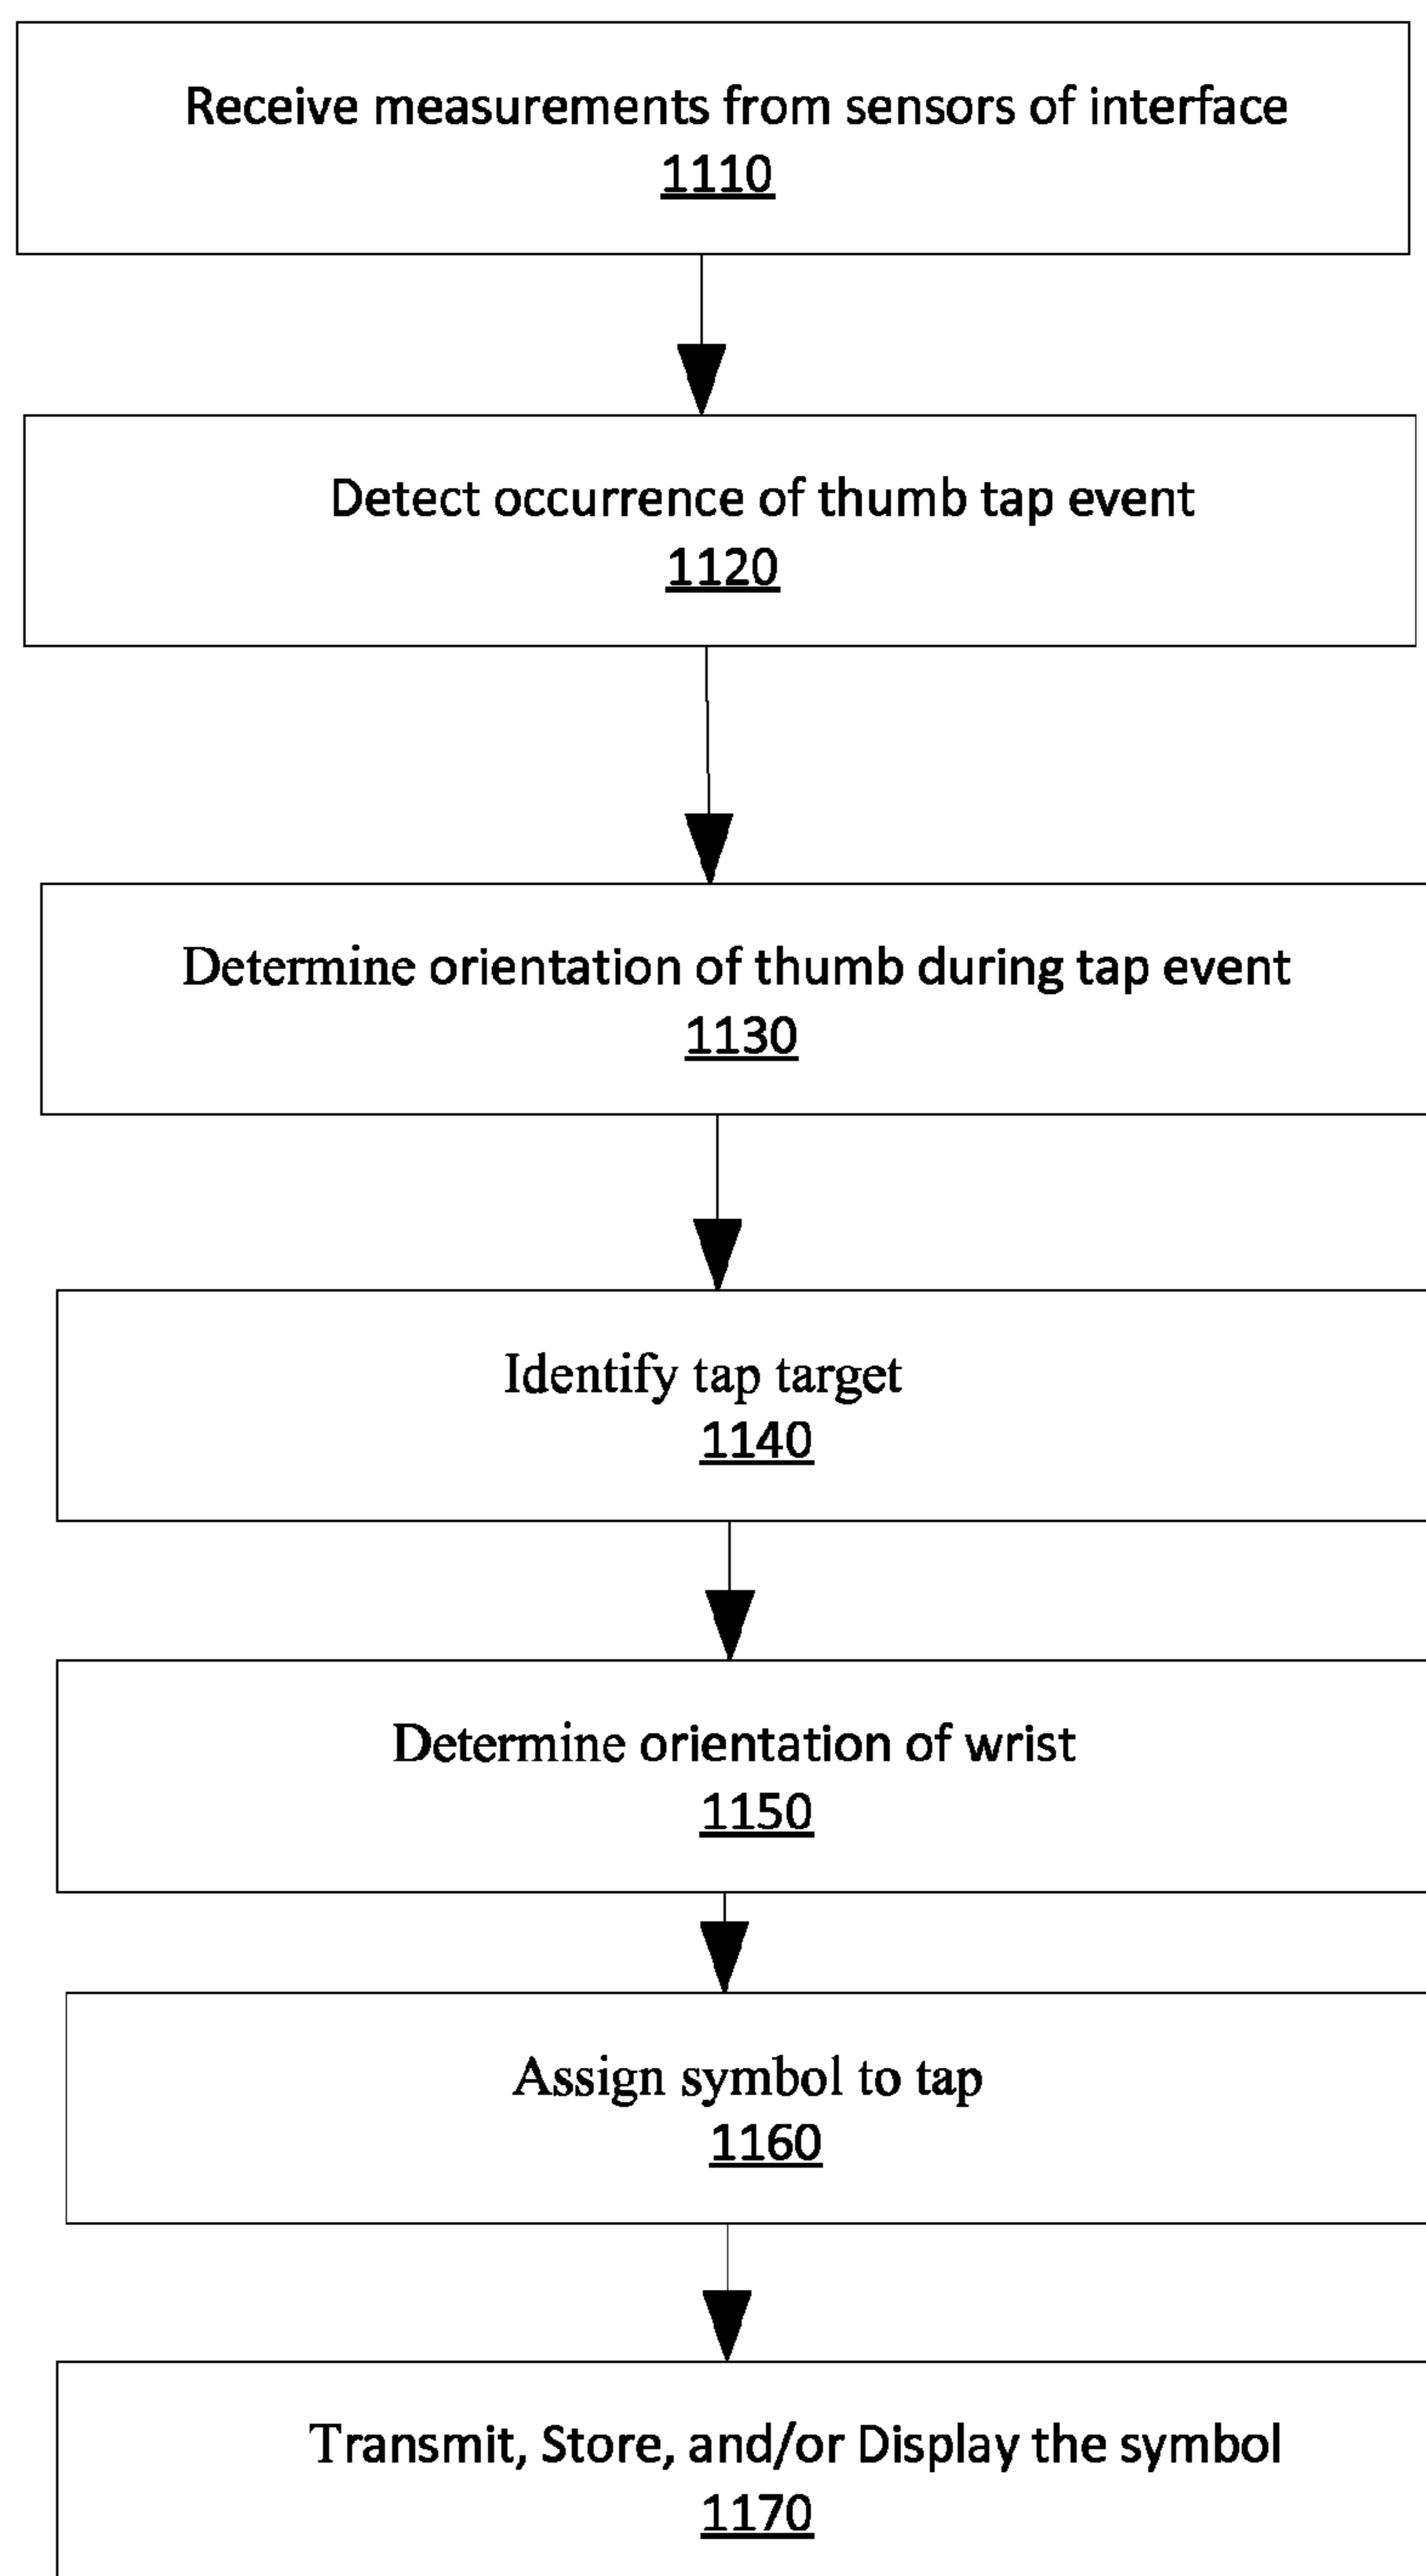 Receive measurements from sensors of interface
1110
Detect occurrence of thumb tap event
1120
Determine orientation of thumb during tap event
1130
Identify tap target
1140
Determine orientation of wrist
1150
Assign symbol to tap
1160
Transmit, Store, and/or Display the symbol
1170